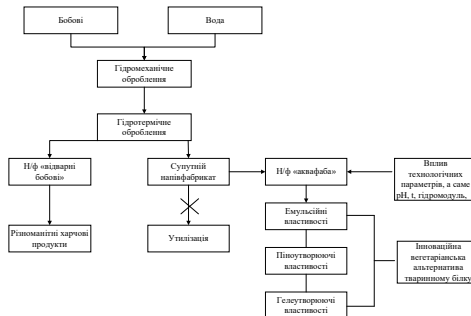 Бобові
Вода
Гідромеханічне
оброблення
Гідротермічне
оброблення
Н/ф «відварні
бобові»
Супутній
напівфабрикат
Н/ф «аквафаба»
Вплив
технологічних
параметрів, а саме
pH, t, гідромодуль,
Різноманітні харчові
продукти
Утилізація
Емульсійні
властивості
Піноутворюючі
властивості
Гелеутворюючі
властивості
Інноваційна
вегетаріанська
альтернатива
тваринному білку